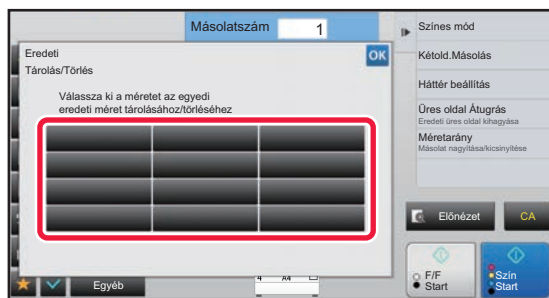 Másolatszám 1
Eredeti
OK
Tárolás/Törlés
Válassza ki a méretet az egyedi
eredeti méret tárolásához/törléséhez
Színes mód
Kétold.Másolás
Háttér beállítás
Üres oldal Átugrás
Eredeti üres oldal kihagyása
Méretarány
Másolat nagyítása/kicsinyítése
Előnézet
CA
F/F
Start
Szín
Start
Egyéb
A4